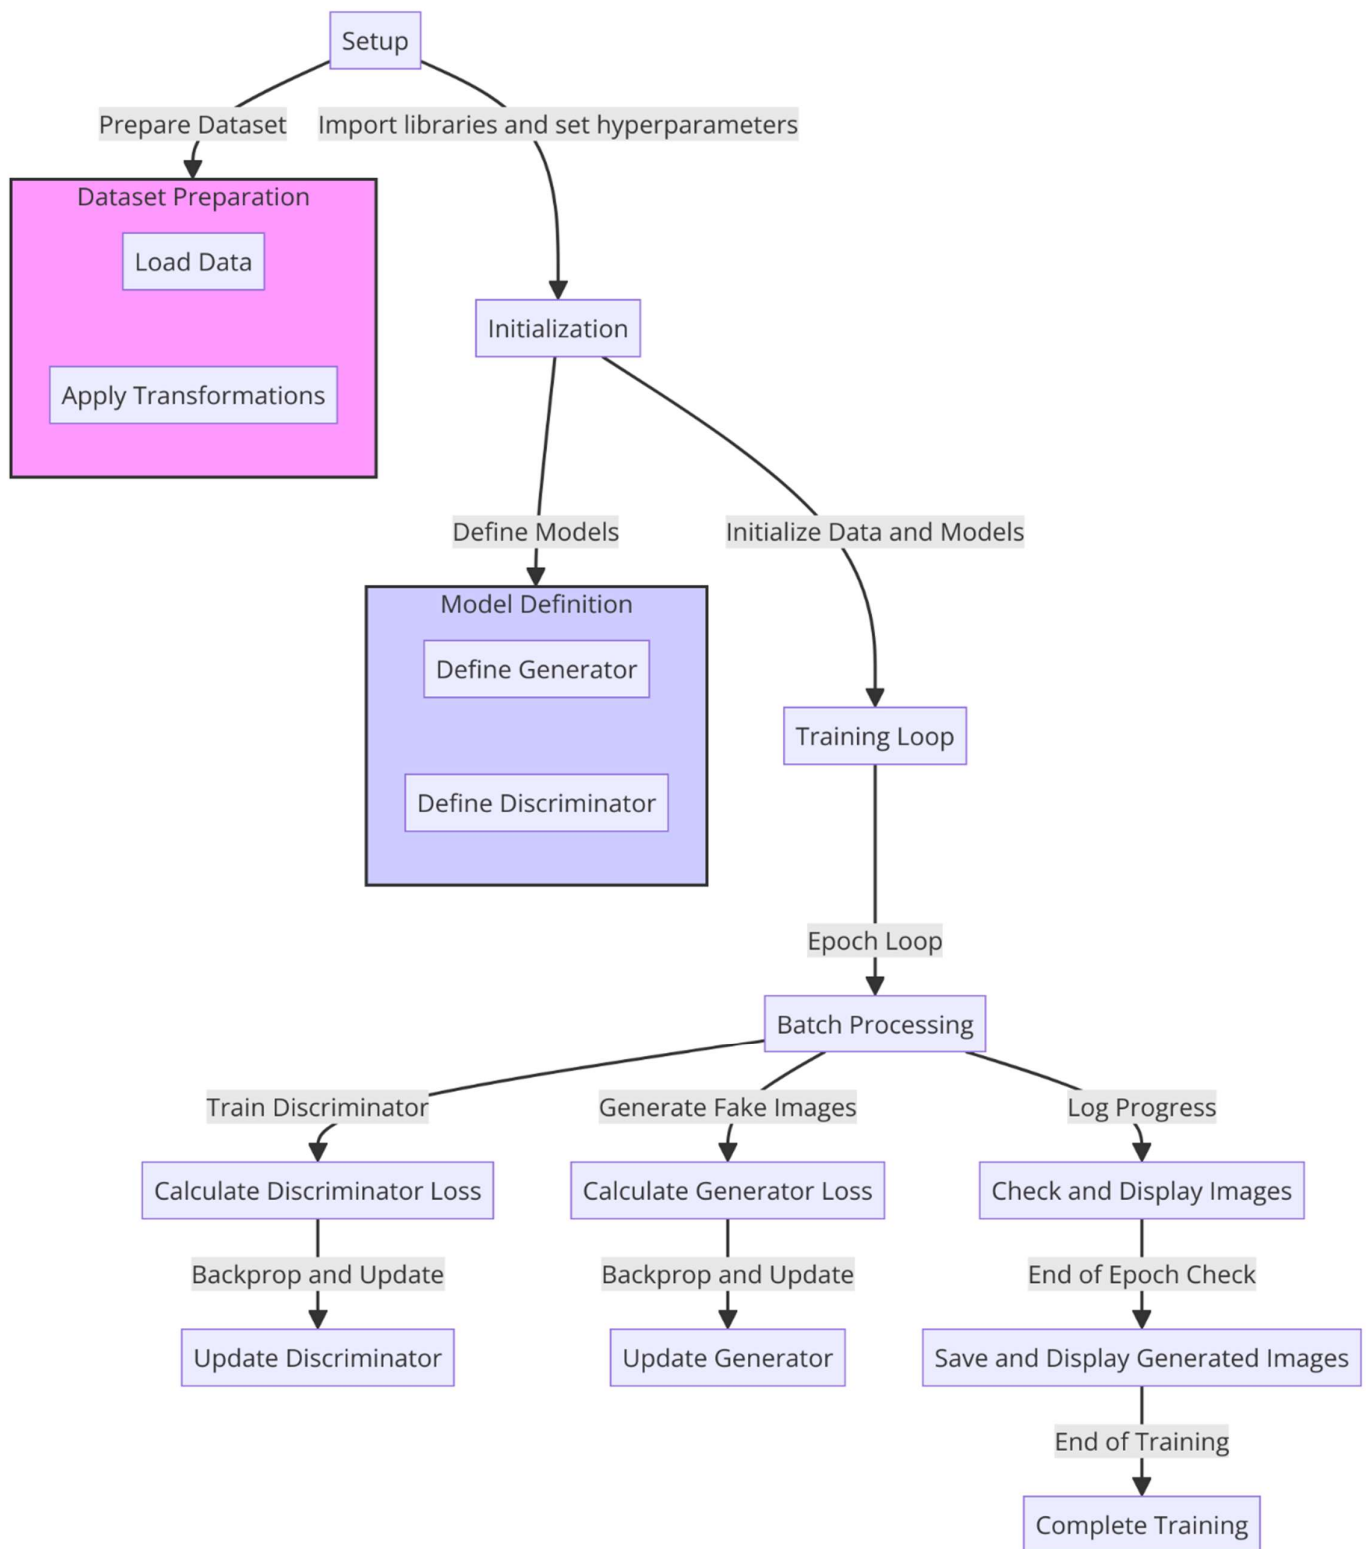 Setup
Prepare Dataset
Import libraries and set hyperparameters
Dataset Preparation
Load Data
Apply Transformations
Initialization
Define Models
Initialize Data and Models
Model Definition
Define Generator
Define Discriminator
Training Loop
Epoch Loop
Batch Processing
Train Discriminator
Generate Fake Images
Log Progress
Calculate Discriminator Loss
Calculate Generator Loss
Check and Display Images
Backprop and Update
Backprop and Update
End of Epoch Check
Update Discriminator
Update Generator
Save and Display Generated Images
End of Training
Complete Training